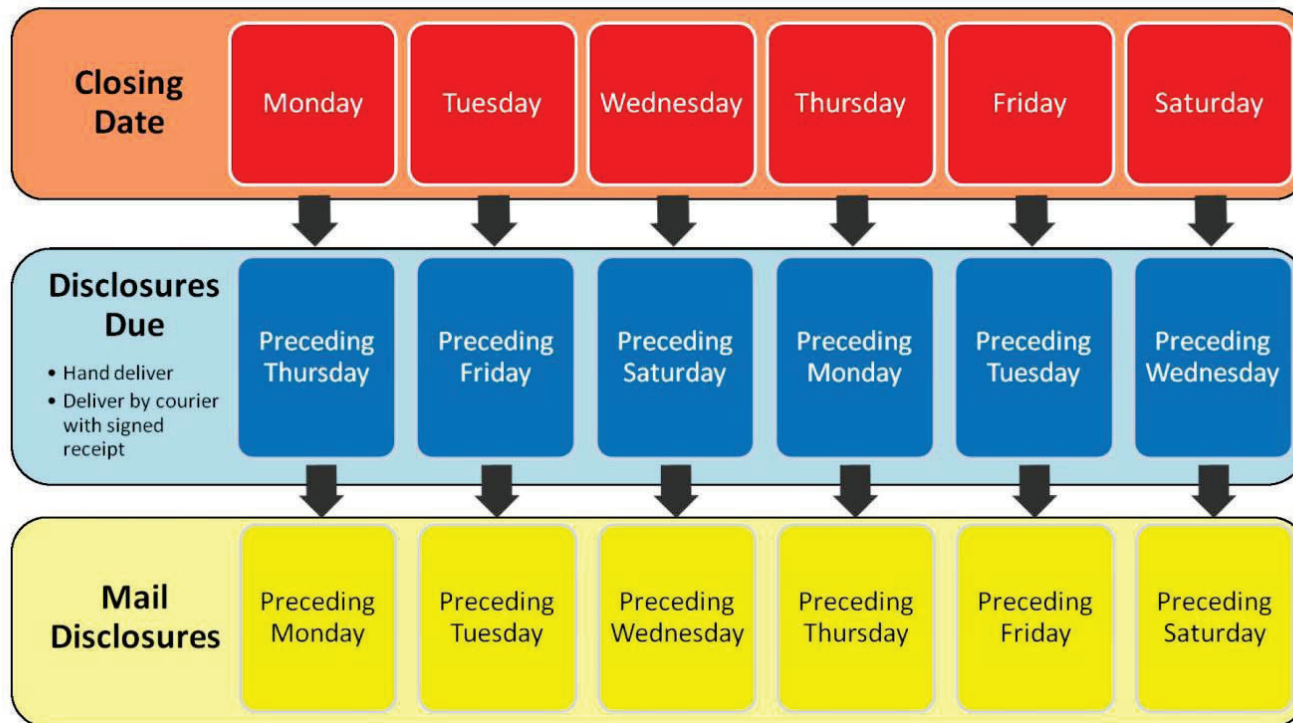 Closing
Date
Monday
Tuesday
Wednesday
Thursday
Friday
Saturday
Disclosures
Due
• Hand deliver
• Deliver by courier
with signed
receipt
Preceding
Thursday
Preceding
Friday
Preceding
Saturday
Preceding
Monday
Preceding
Tuesday
Preceding
Wednesday
Mail
Disclosures
Preceding
Monday
Preceding
Tuesday
Preceding
Wednesday
Preceding
Thursday
Preceding
Friday
Preceding
Saturday